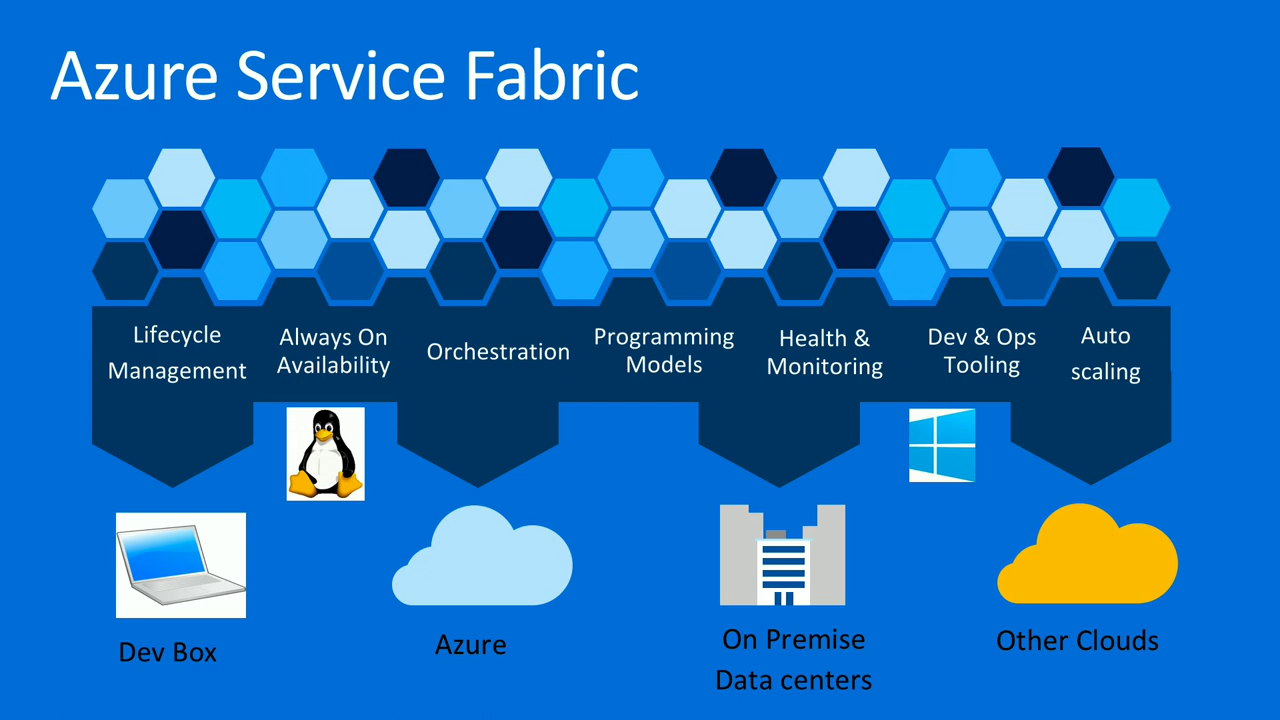 Azure Service Fabric
Lifecycle
Management
Always On
Availability
Orchestration
Programming
Models
Health &
Monitoring
Dev & Ops
Tooling
Auto
scaling
Dev Box
Azure
On Premise
Data centers
Other Clouds